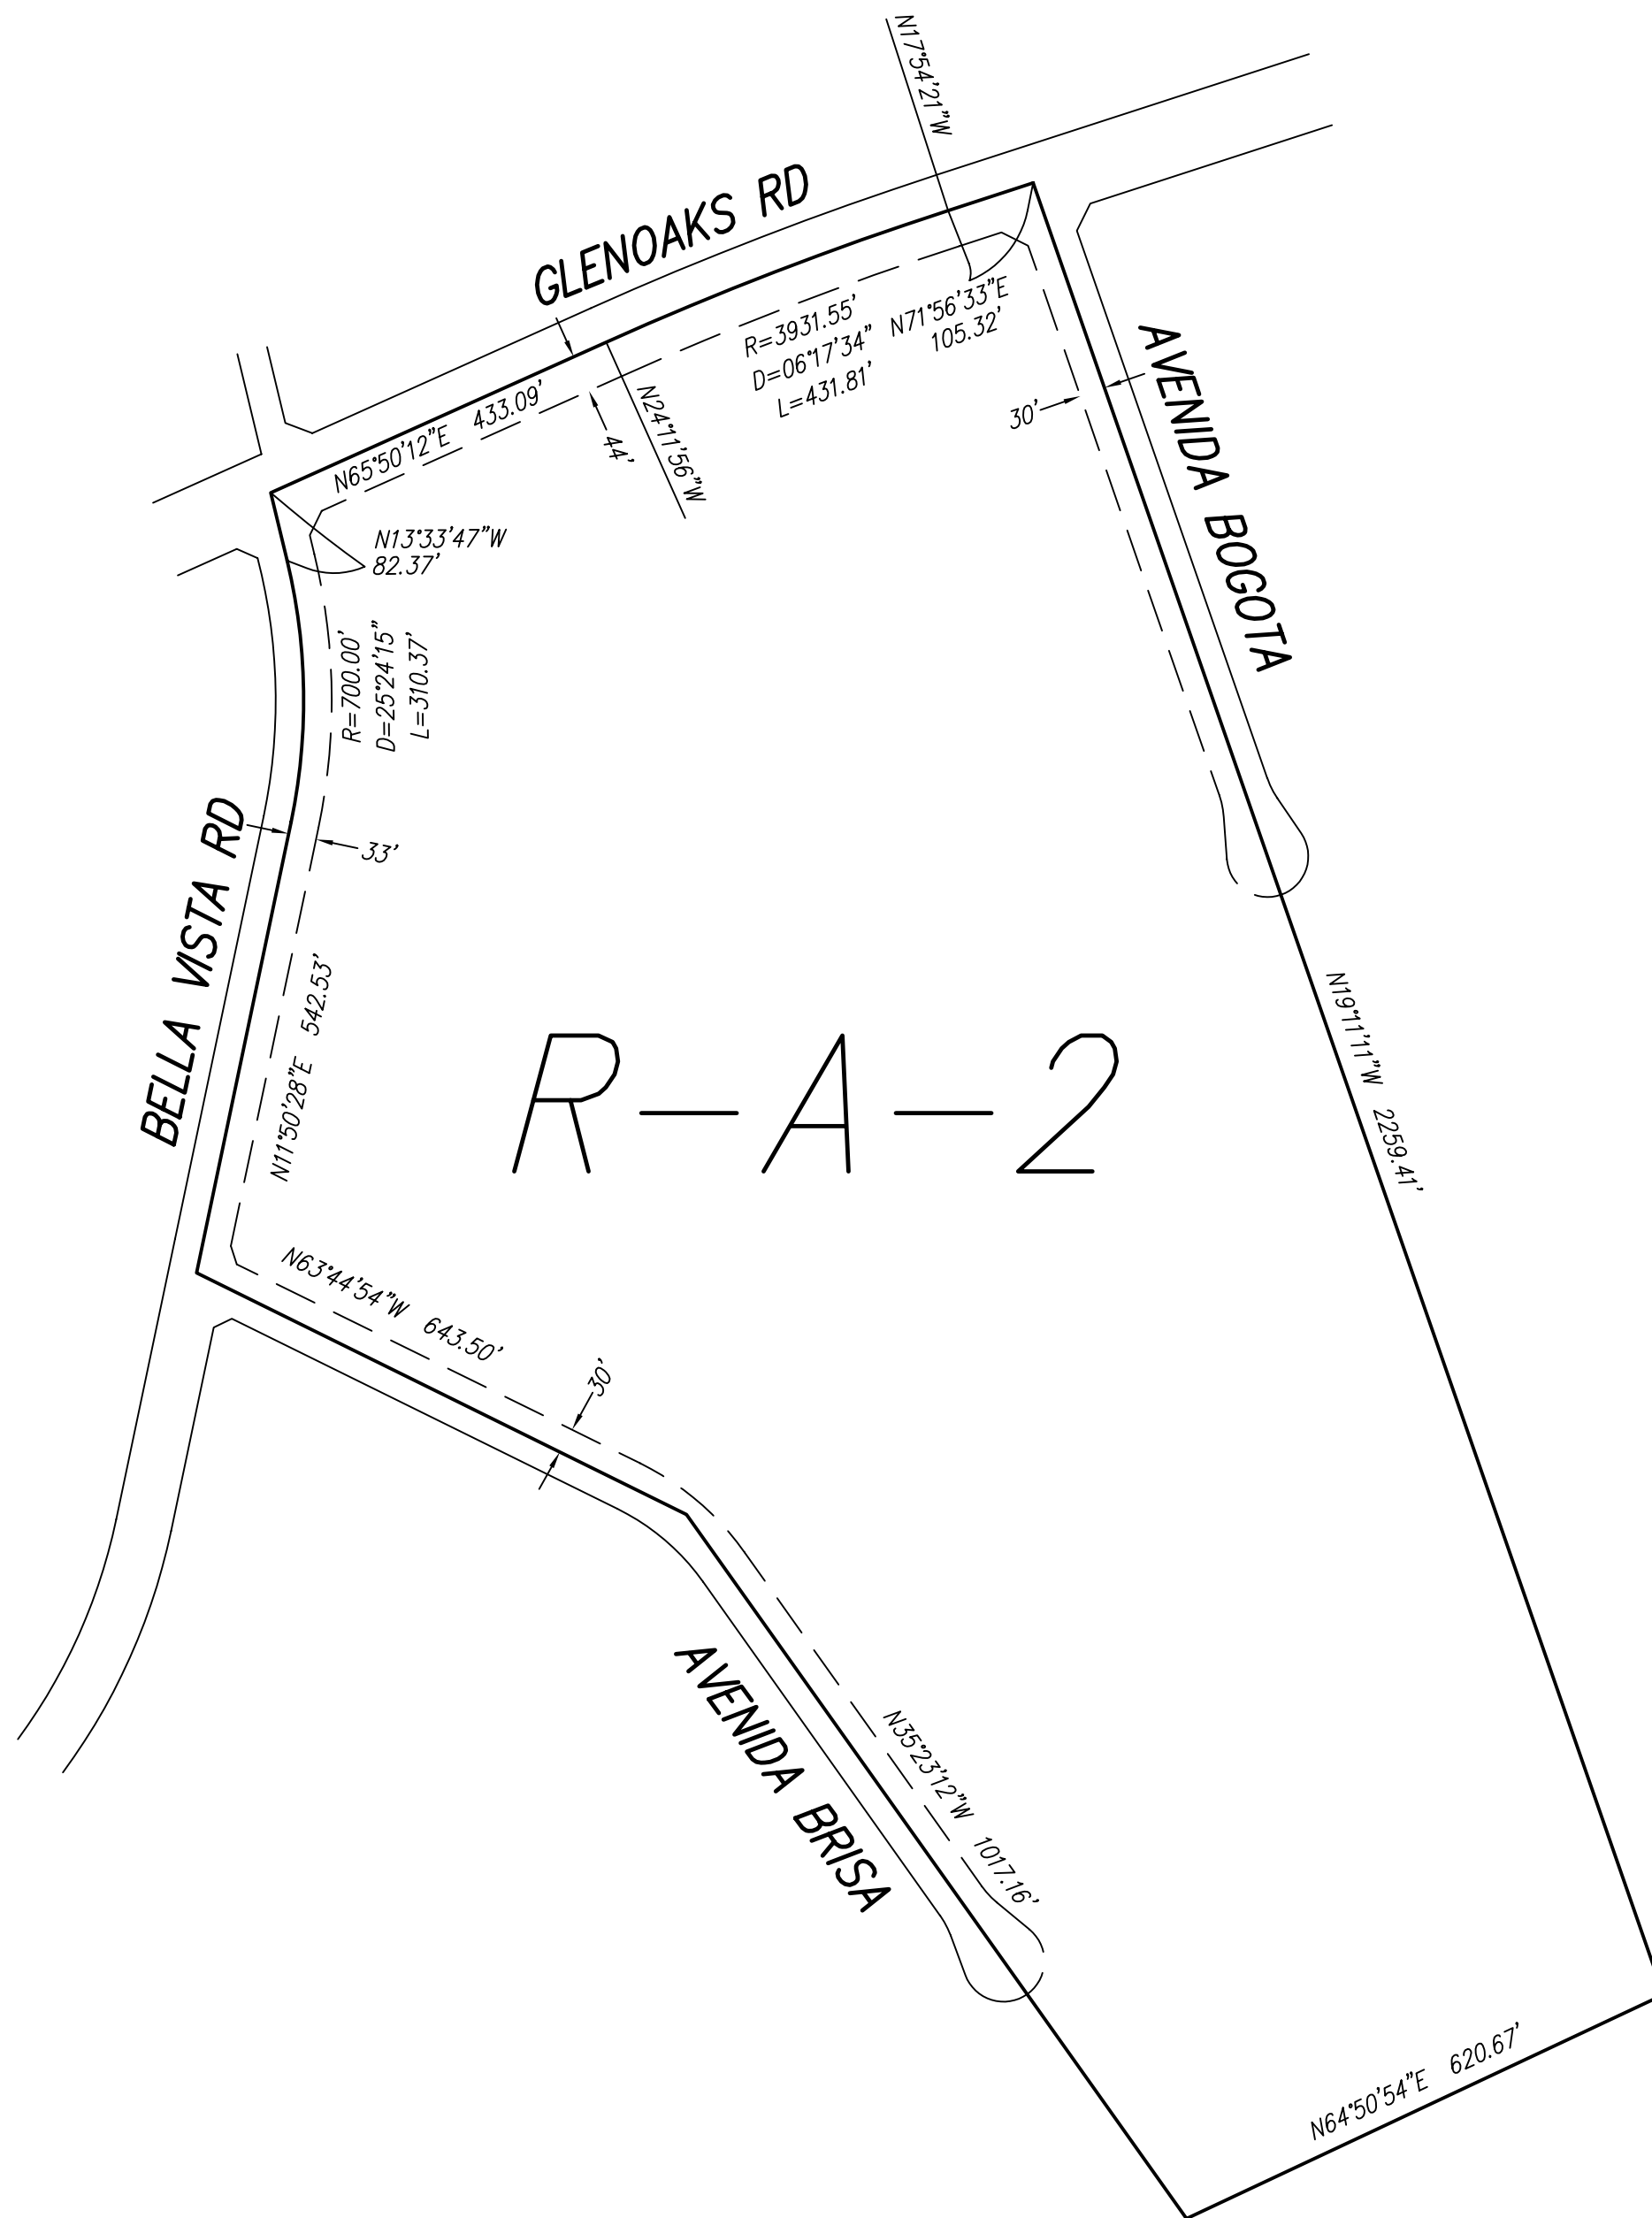 N17°54'21"W
GLENOAKS RD
R=3931.55'
D=06°17'34"
L=431.81'
N71°56'33"E
105.32'
AVENIDA BOGOTA
30'
N65°50'12"E 433.09'
44'
N24°11'56"W
N13°33'47"W
82.37'
R=700.00'
D=25°24'15"
L=310.37'
BELLA VISTA RD
33'
N11°50'28"E 542.53'
R-A-2
N19°11'11"W 2259.41'
N63°44'54"W 643.50'
30'
AVENIDA BRISA
N35°23'12"W 1017.16'
N64°50'54"E 620.67'